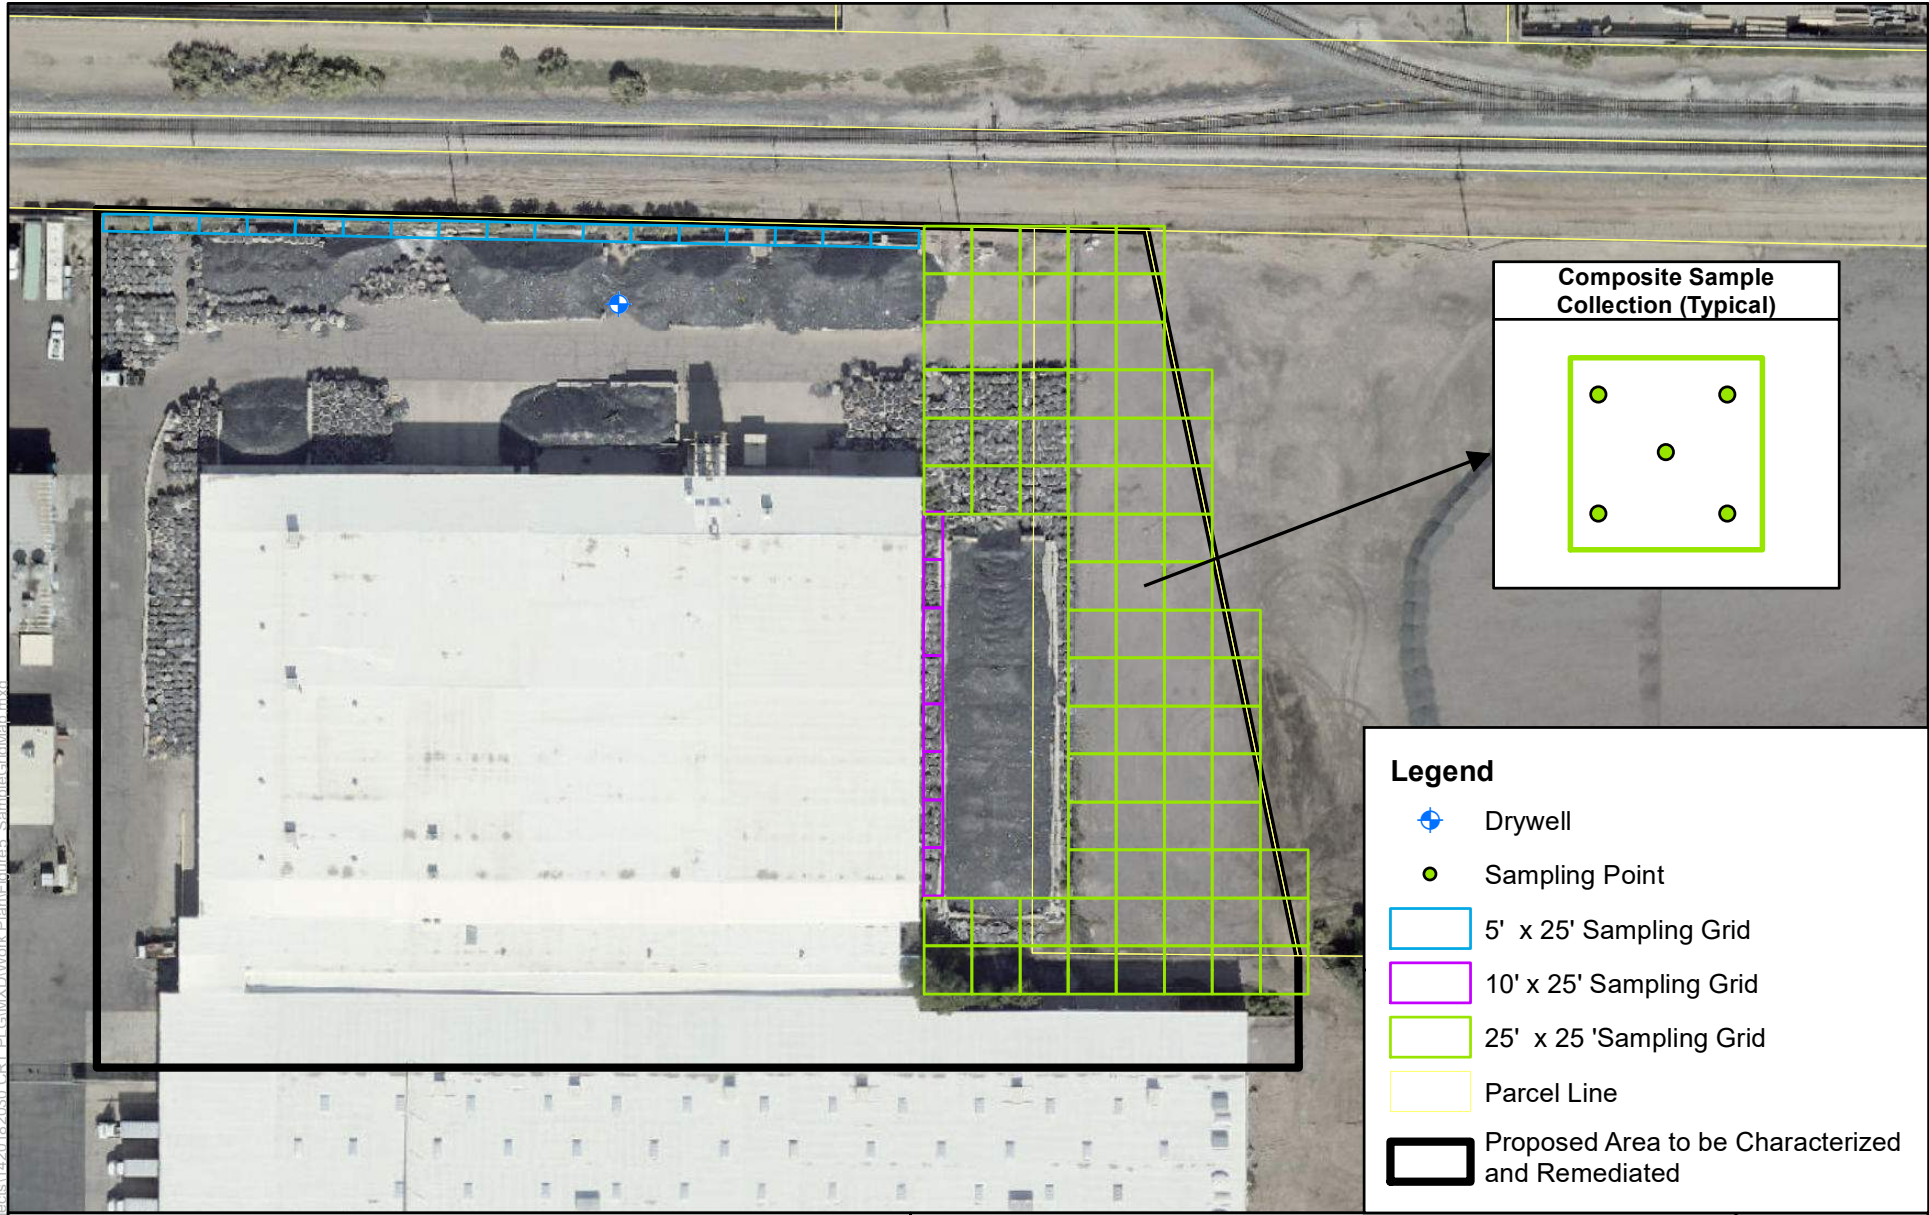 Composite Sample
Collection (Typical)
Legend
Drywell
Sampling Point
5' x 25' Sampling Grid
10' x 25' Sampling Grid
25' x 25 'Sampling Grid
Parcel Line
Proposed Area to be Characterized
and Remediated